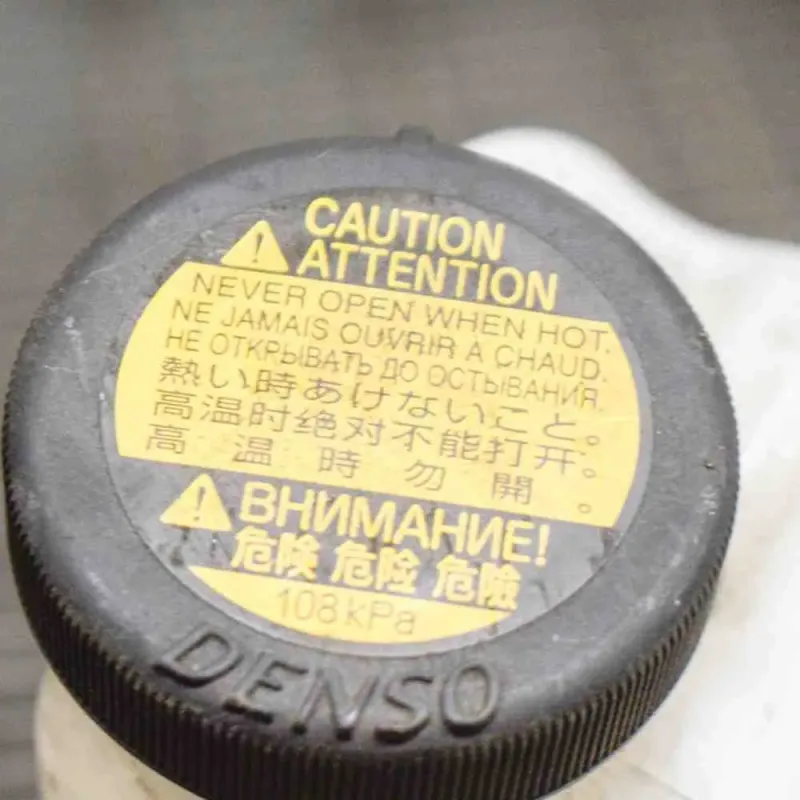 CAUTION
ATTENTION
NEVER OPEN WHEN HOT.
NE JAMAIS OUVRIR A CHAUD.
НЕ ОТКРЫВАТЬ ДО ОСТЫВАНИЯ.
熱い時あけないこと。
高温时绝对不能打开。
高温時勿開。
ВНИМАНИЕ!
危険 危险 危險
108 kPa
DENSO